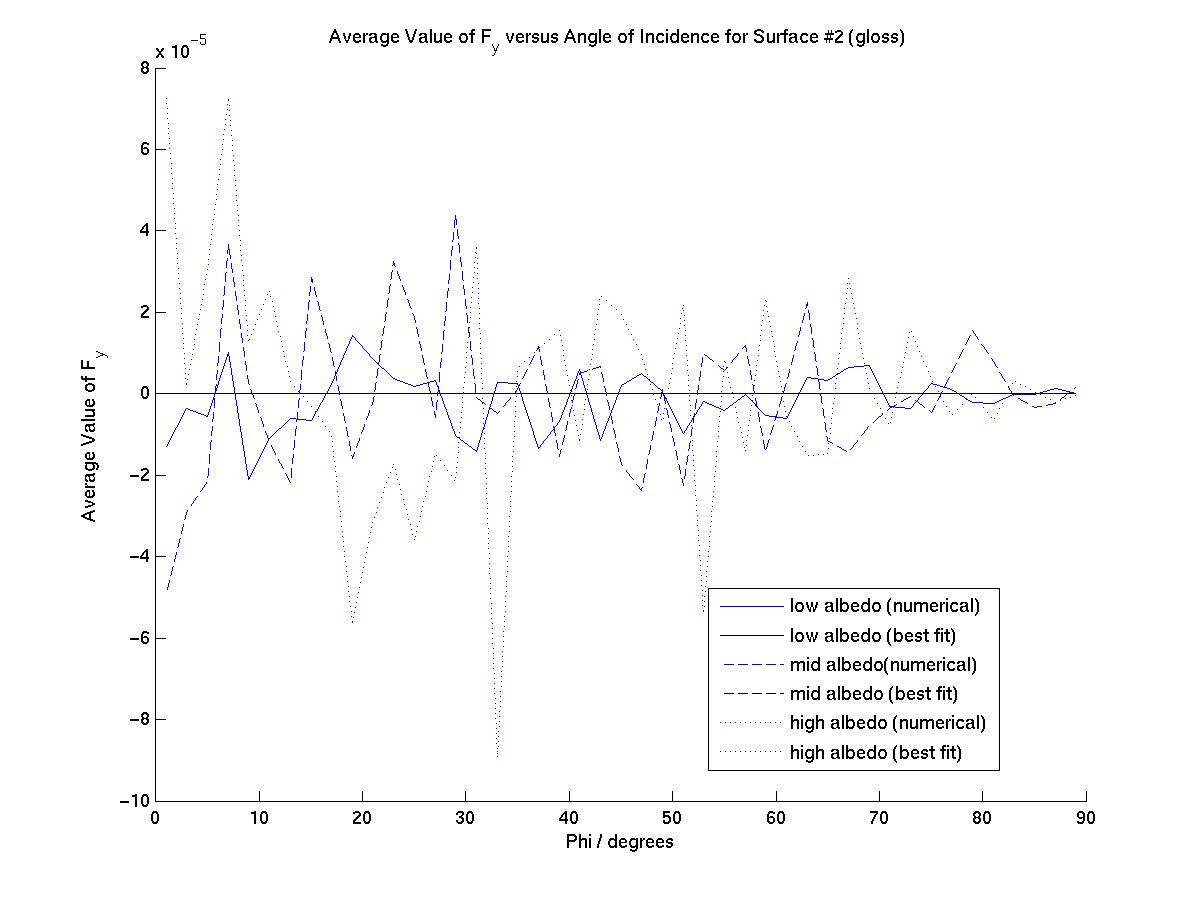 Average Value of F_y versus Angle of Incidence for Surface #2 (gloss)
x 10^-5
8
6
4
2
0
−2
−4
−6
−8
−10
Average Value of F_y
0 10 20 30 40 50 60 70 80 90
Phi / degrees
low albedo (numerical)
low albedo (best fit)
mid albedo(numerical)
mid albedo (best fit)
high albedo (numerical)
high albedo (best fit)